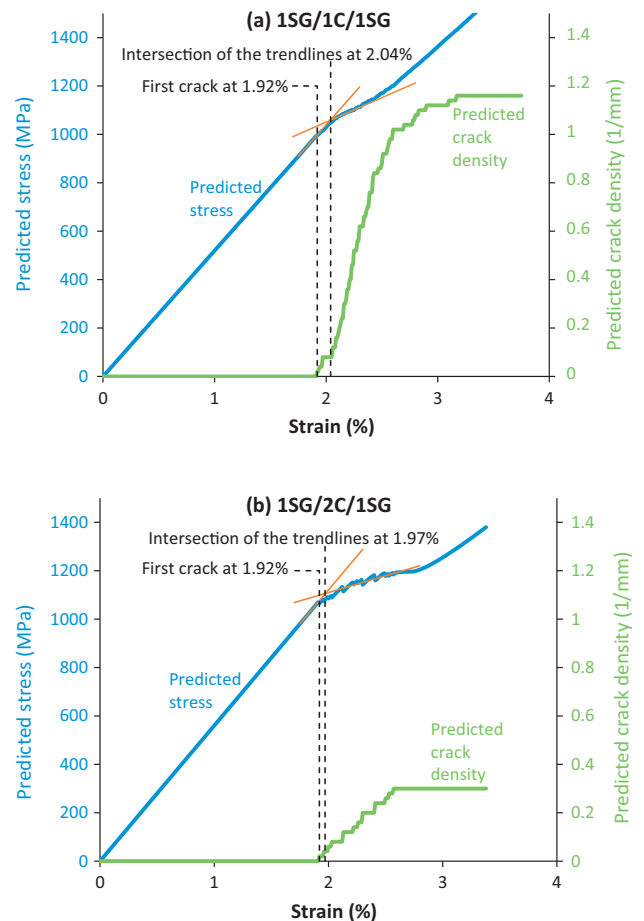 (a) 1SG/1C/1SG
Intersection of the trendlines at 2.04%
First crack at 1.92%
Predicted
crack
density
Predicted
stress
Predicted stress (MPa)
1400
1200
1000
800
600
400
200
0
Predicted crack density (1/mm)
1.4
1.2
1
0.8
0.6
0.4
0.2
0
0 1 2 3 4
Strain (%)
(b) 1SG/2C/1SG
Intersection of the trendlines at 1.97%
First crack at 1.92%
Predicted
stress
Predicted
crack
density
Predicted stress (MPa)
1400
1200
1000
800
600
400
200
0
Predicted crack density (1/mm)
1.4
1.2
1
0.8
0.6
0.4
0.2
0
0 1 2 3 4
Strain (%)